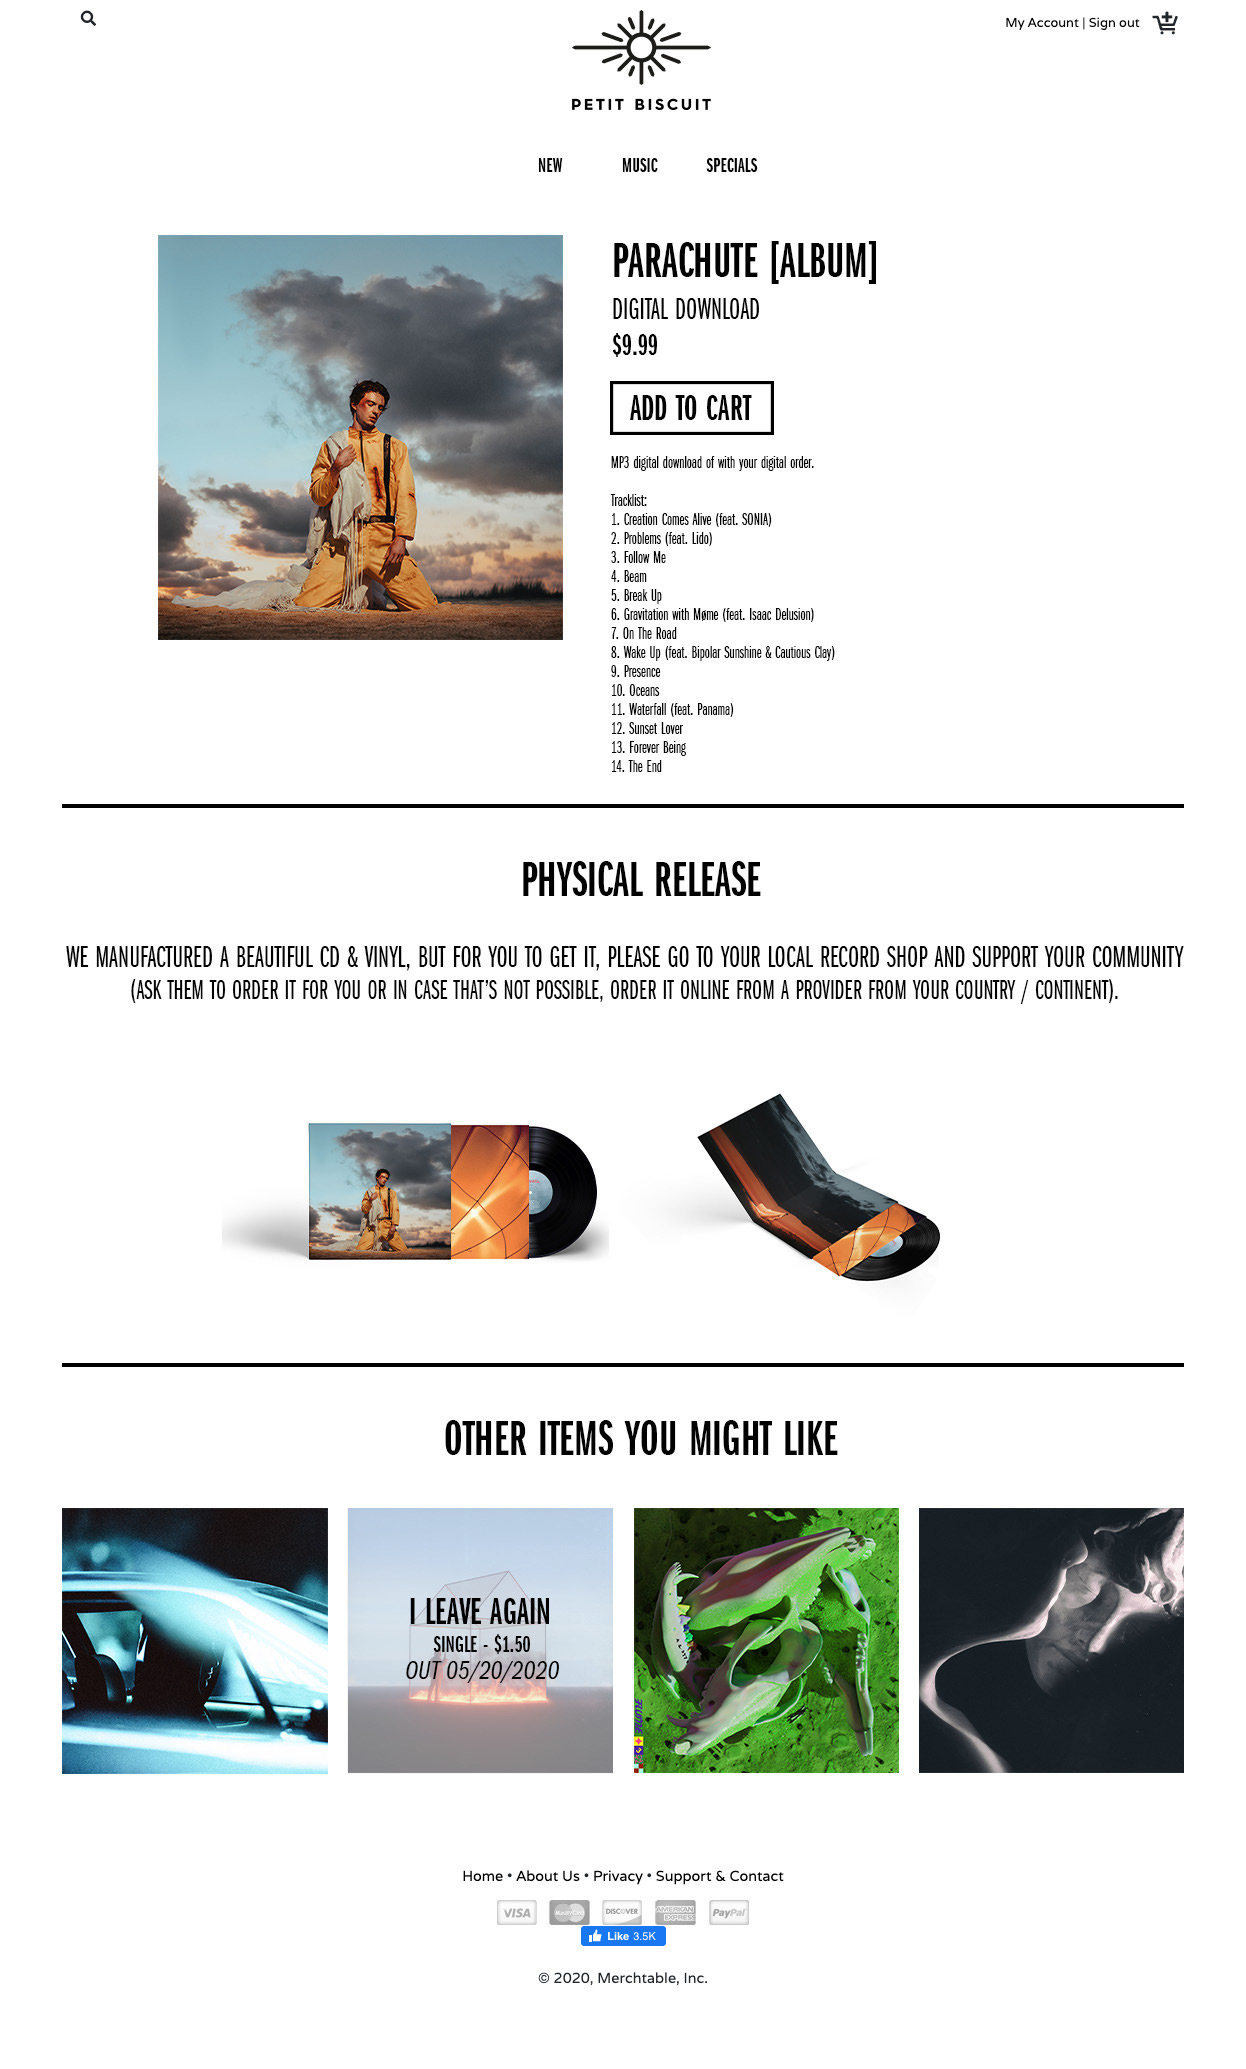 My Account | Sign out
PETIT BISCUIT
NEW MUSIC SPECIALS
PARACHUTE [ALBUM]
DIGITAL DOWNLOAD
$9.99
ADD TO CART
MP3 digital download of with your digital order.
Tracklist:
1. Creation Comes Alive (feat. SONIA)
2. Problems (feat. Lido)
3. Follow Me
4. Beam
5. Break Up
6. Gravitation with Møme (feat. Isaac Delusion)
7. On The Road
8. Wake Up (feat. Bipolar Sunshine & Cautious Clay)
9. Presence
10. Oceans
11. Waterfall (feat. Panama)
12. Sunset Lover
13. Forever Being
14. The End
PHYSICAL RELEASE
WE MANUFACTURED A BEAUTIFUL CD & VINYL, BUT FOR YOU TO GET IT, PLEASE GO TO YOUR LOCAL RECORD SHOP AND SUPPORT YOUR COMMUNITY
(ASK THEM TO ORDER IT FOR YOU OR IN CASE THAT'S NOT POSSIBLE, ORDER IT ONLINE FROM A PROVIDER FROM YOUR COUNTRY / CONTINENT).
OTHER ITEMS YOU MIGHT LIKE
I LEAVE AGAIN
SINGLE - $1.50
OUT 05/20/2020
Home • About Us • Privacy • Support & Contact
VISA MasterCard DISCOVER AMERICAN EXPRESS PayPal
Like 3.5K
© 2020, Merchtable, Inc.